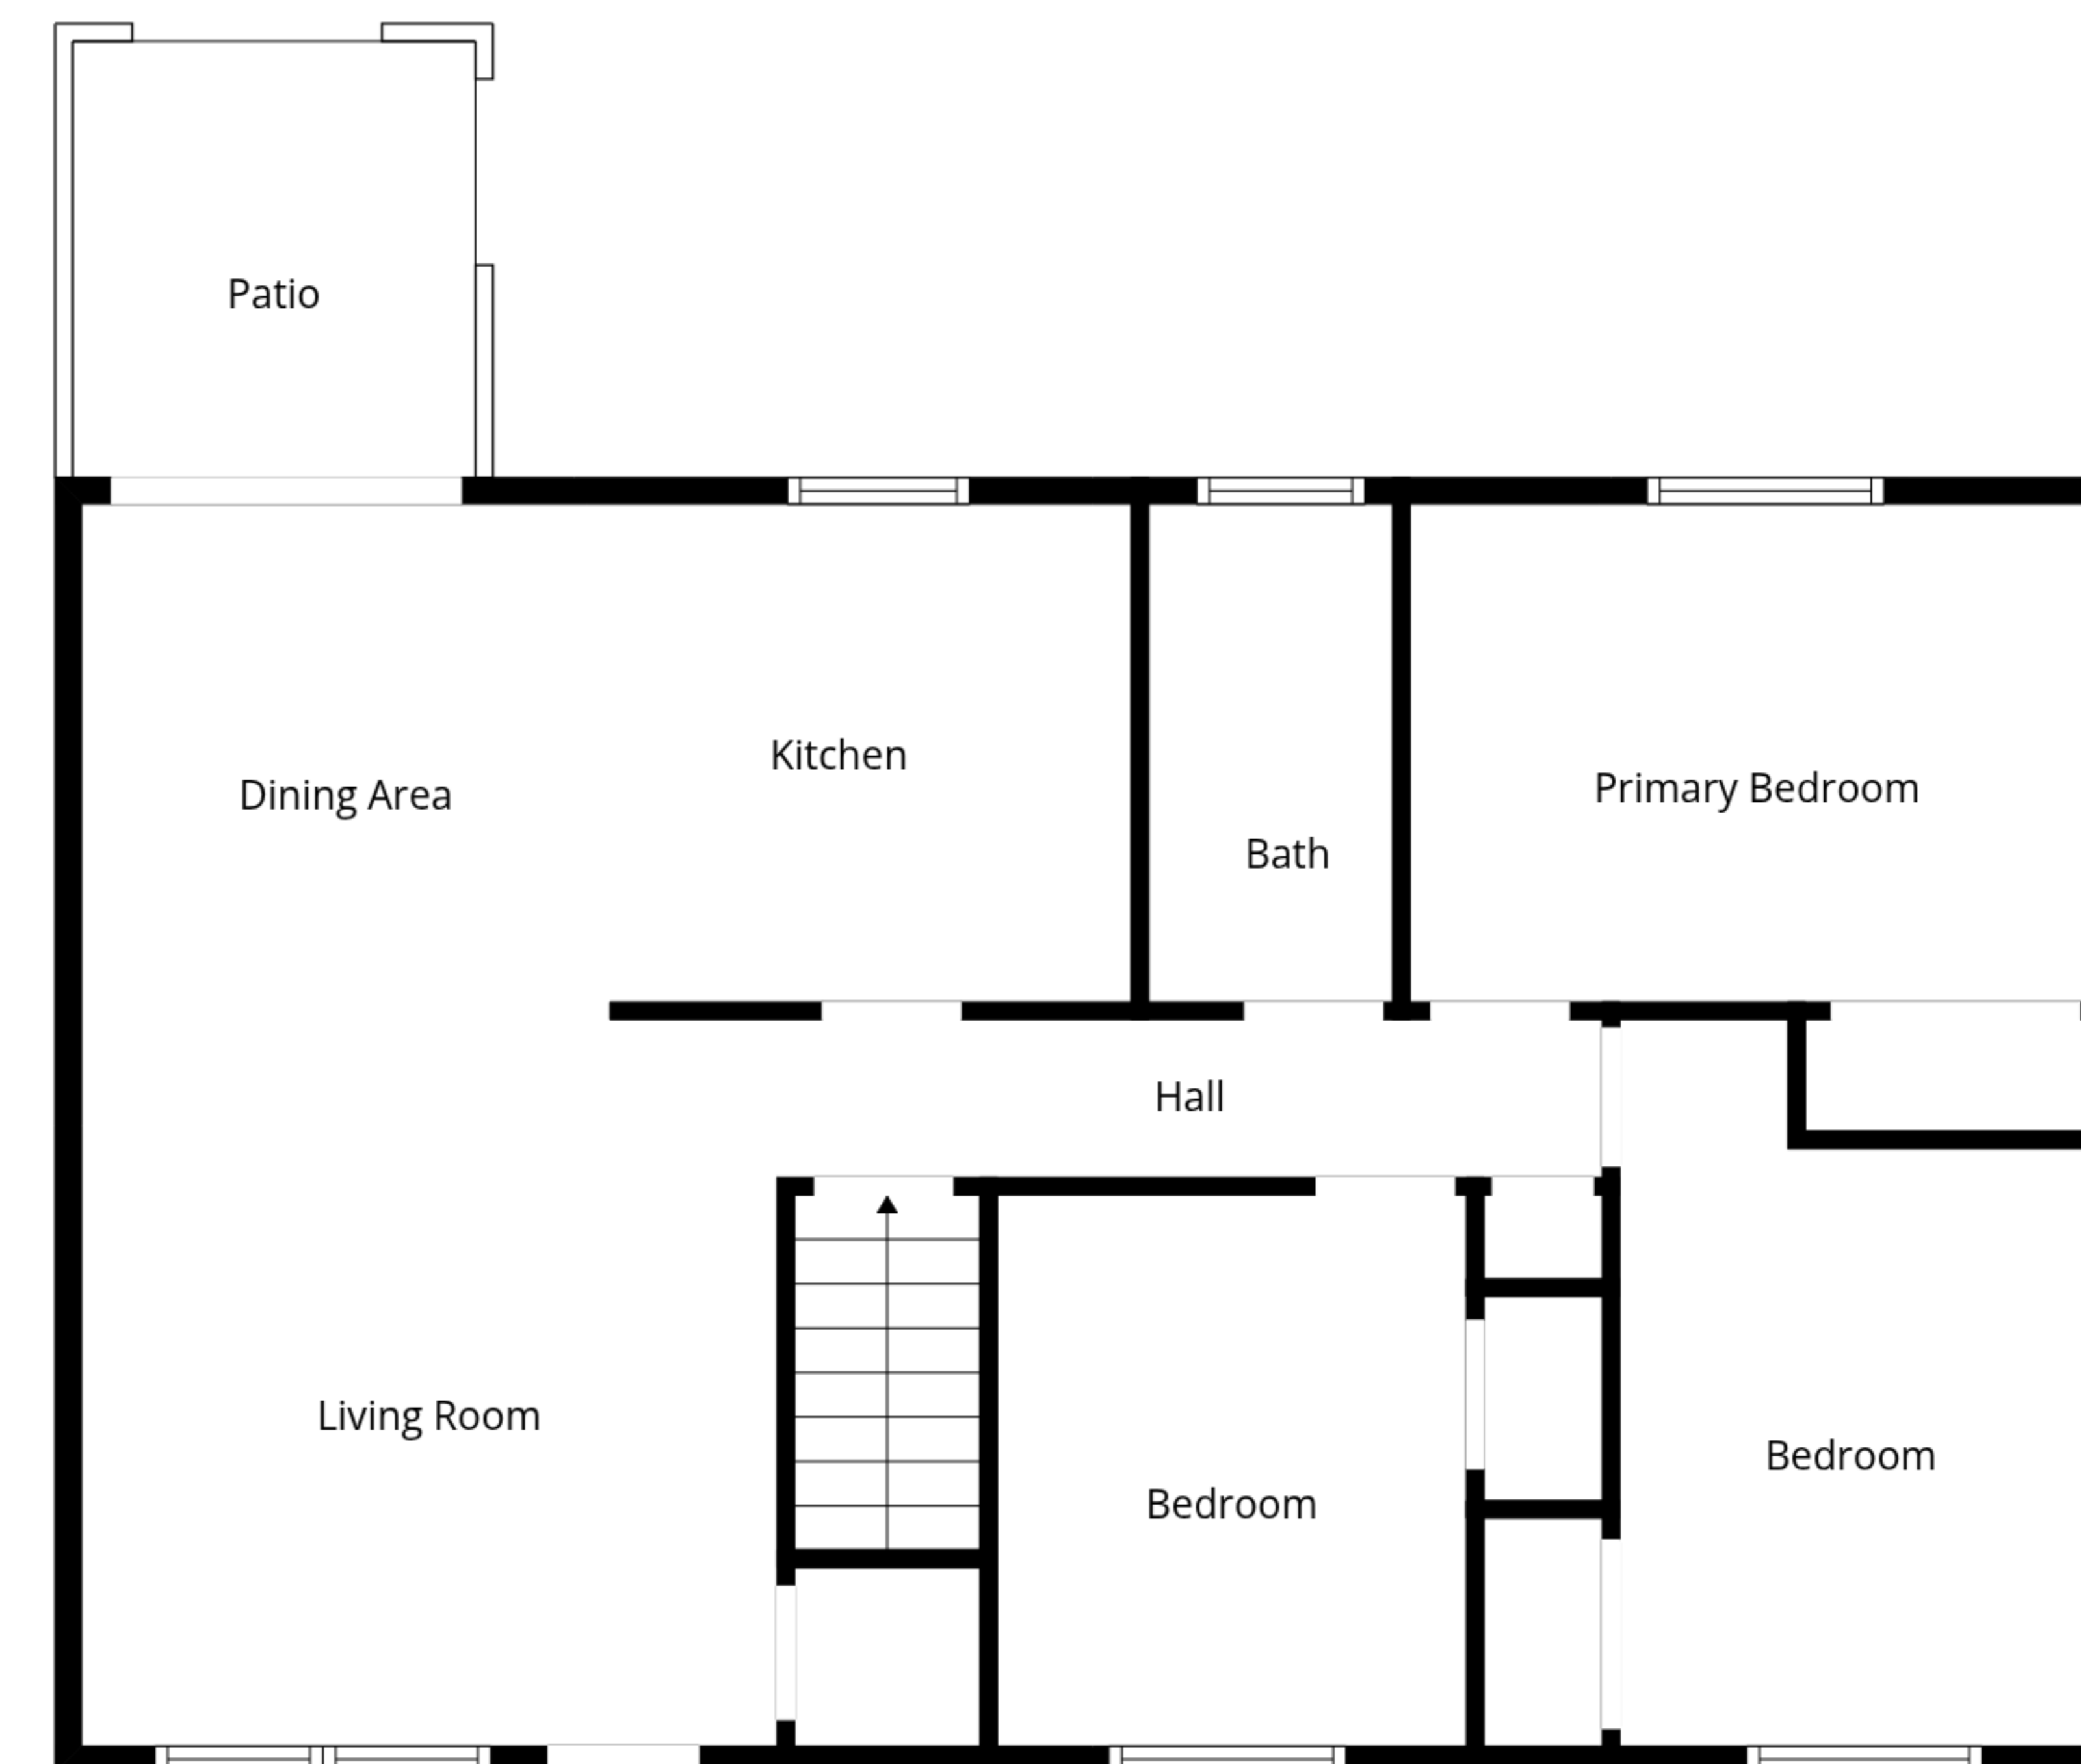 Patio
Kitchen
Dining Area
Primary Bedroom
Bath
Hall
Living Room
Bedroom
Bedroom